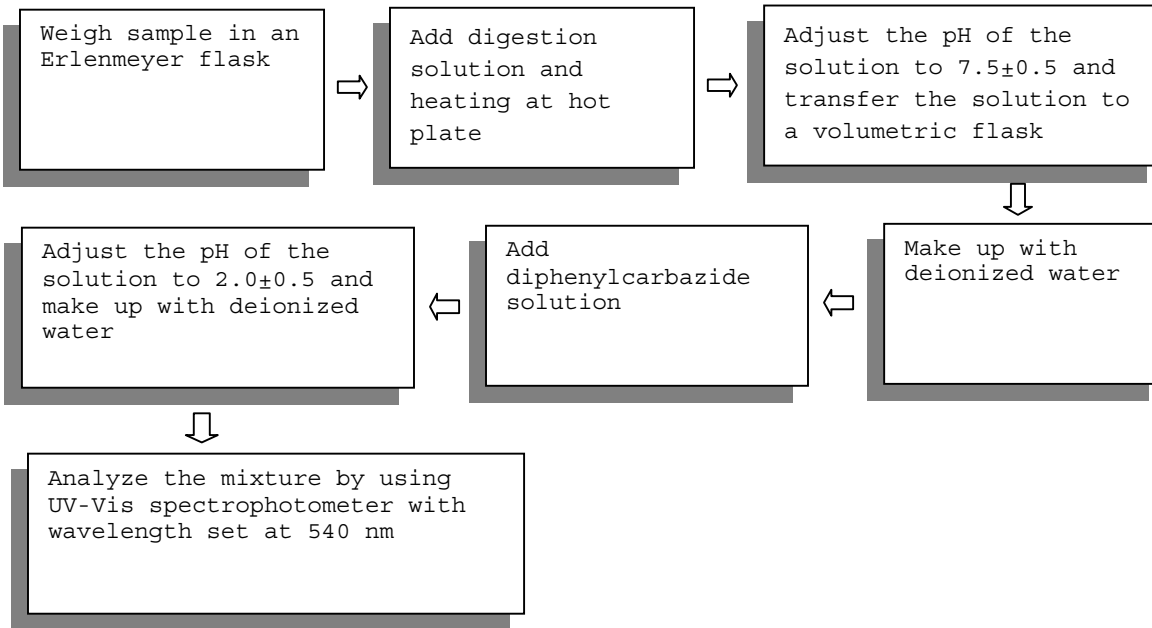 Weigh sample in an
Erlenmeyer flask
Add digestion
solution and
heating at hot
plate
Adjust the pH of the
solution to 7.5±0.5 and
transfer the solution to
a volumetric flask
Make up with
deionized water
Add
diphenylcarbazide
solution
Adjust the pH of the
solution to 2.0±0.5 and
make up with deionized
water
Analyze the mixture by using
UV-Vis spectrophotometer with
wavelength set at 540 nm